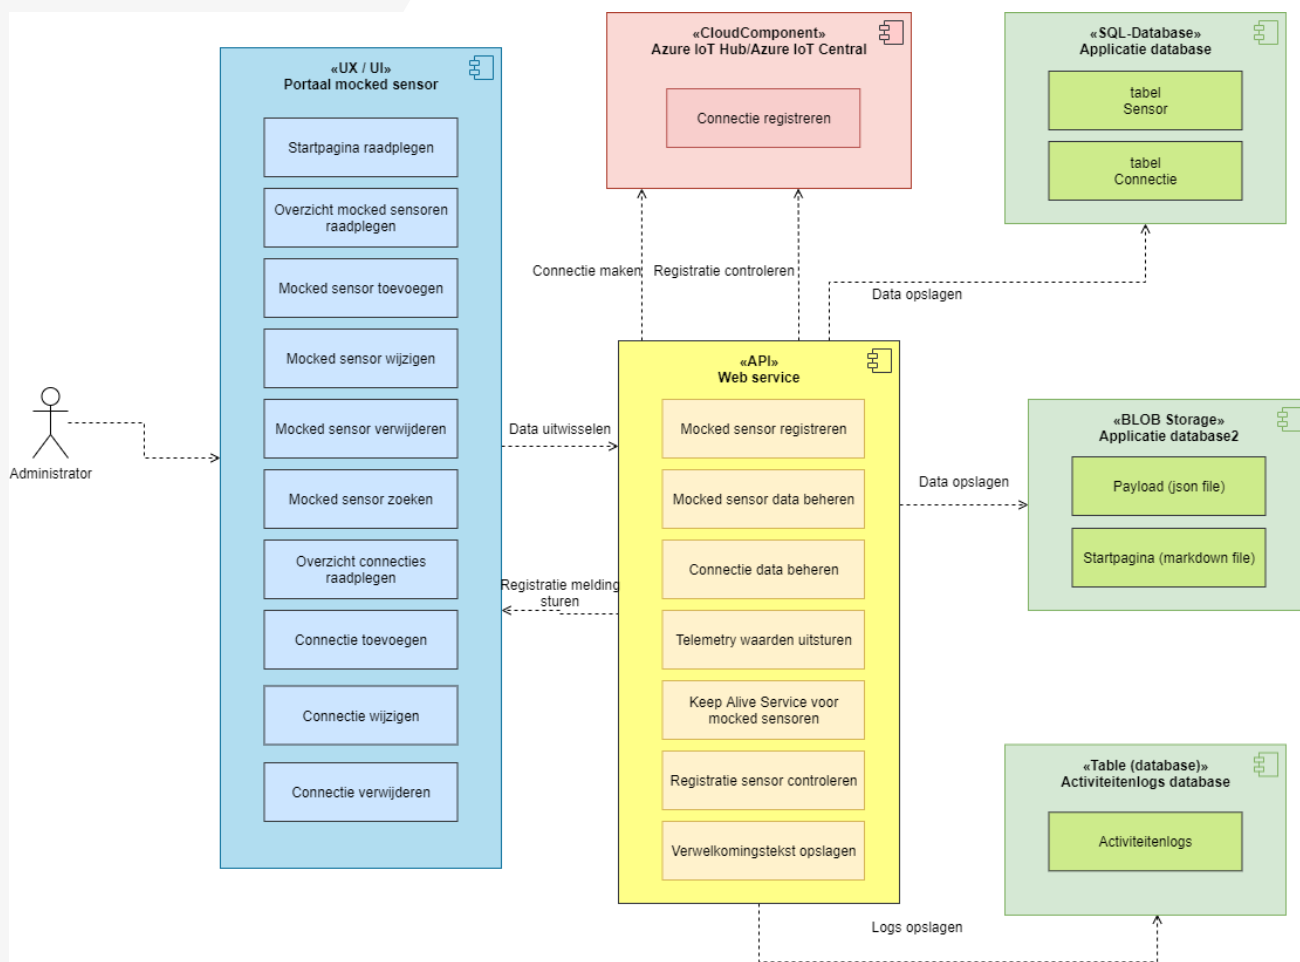 «UX / UI»
Portaal mocked sensor
Startpagina raadplegen
Overzicht mocked sensoren
raadplegen
Mocked sensor toevoegen
Mocked sensor wijzigen
Mocked sensor verwijderen
Mocked sensor zoeken
Overzicht connecties
raadplegen
Connectie toevoegen
Connectie wijzigen
Connectie verwijderen
Administrator
«CloudComponent»
Azure IoT Hub/Azure IoT Central
Connectie registreren
Connectie maken
Registratie controleren
Data opslagen
Data uitwisselen
Registratie melding
sturen
«API»
Web service
Mocked sensor registreren
Mocked sensor data beheren
Connectie data beheren
Telemetry waarden uitsturen
Keep Alive Service voor
mocked sensoren
Registratie sensor controleren
Verwelkomingstekst opslagen
«SQL-Database»
Applicatie database
tabel
Sensor
tabel
Connectie
Data opslagen
«BLOB Storage»
Applicatie database2
Payload (json file)
Startpagina (markdown file)
«Table (database)»
Activiteitenlogs database
Activiteitenlogs
Logs opslagen